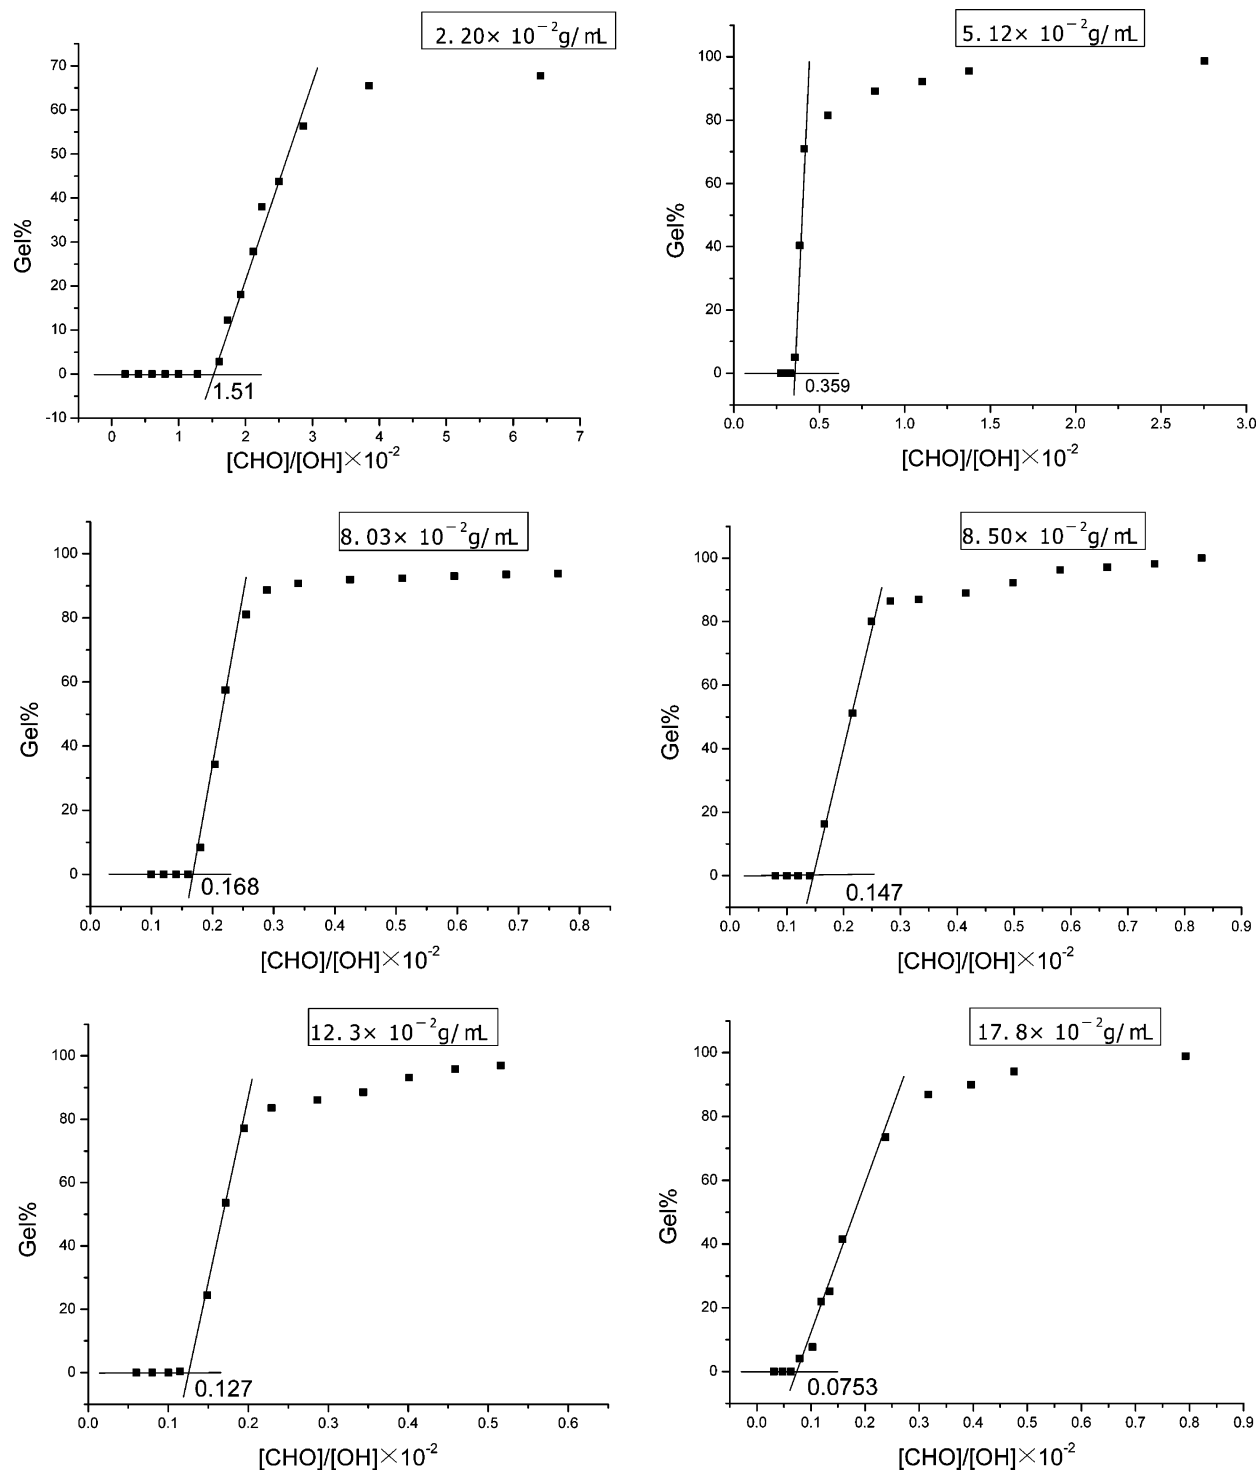 2.20× 10⁻²g/mL
70
60
50
40
30
20
10
0
-10
Gel%
1.51
0 1 2 3 4 5 6 7
[CHO]/[OH]×10⁻²
5.12× 10⁻²g/mL
100
80
60
40
20
0
Gel%
0.359
0.0 0.5 1.0 1.5 2.0 2.5 3.0
[CHO]/[OH]×10⁻²
8.03× 10⁻²g/mL
100
80
60
40
20
0
Gel%
0.168
0.0 0.1 0.2 0.3 0.4 0.5 0.6 0.7 0.8
[CHO]/[OH]×10⁻²
8.50× 10⁻²g/mL
100
80
60
40
20
0
Gel%
0.147
0.0 0.1 0.2 0.3 0.4 0.5 0.6 0.7 0.8 0.9
[CHO]/[OH]×10⁻²
12.3× 10⁻²g/mL
100
80
60
40
20
0
Gel%
0.127
0.0 0.1 0.2 0.3 0.4 0.5 0.6
[CHO]/[OH]×10⁻²
17.8× 10⁻²g/mL
100
80
60
40
20
0
Gel%
0.0753
0.0 0.1 0.2 0.3 0.4 0.5 0.6 0.7 0.8 0.9
[CHO]/[OH]×10⁻²